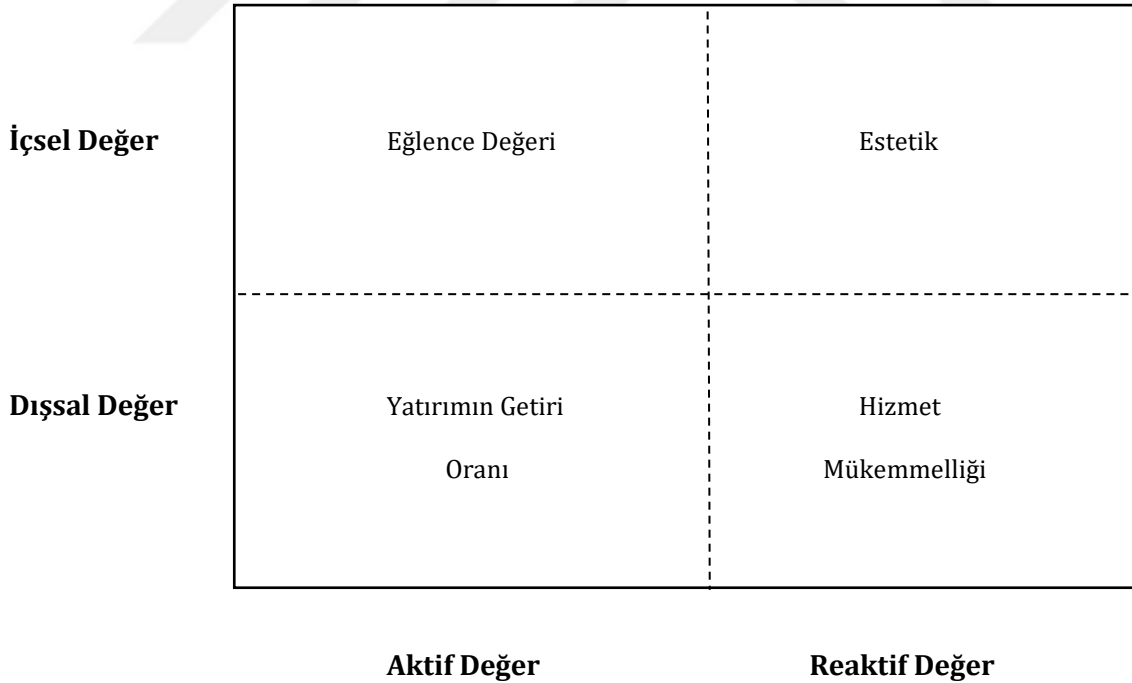 İçsel Değer Eğlence Değeri Estetik
Dışsal Değer Yatırımın Getiri Hizmet
Oranı Mükemmelliği
Aktif Değer Reaktif Değer